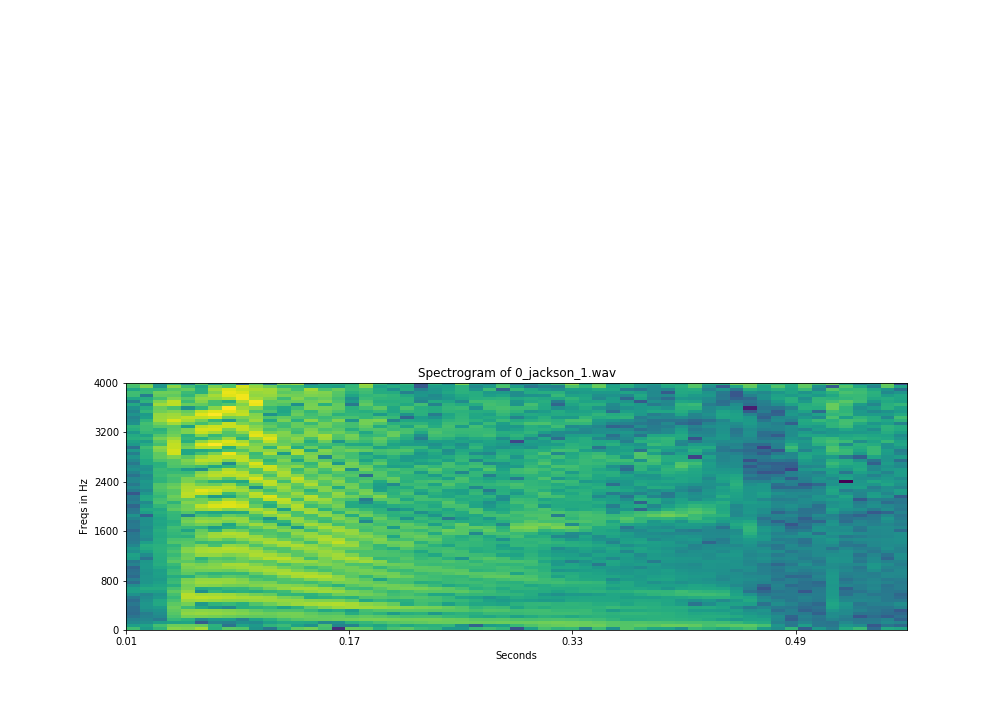 Spectrogram of 0_jackson_1.wav
4000
3200
2400
1600
800
0
Freqs in Hz
0.01 0.17 0.33 0.49
Seconds